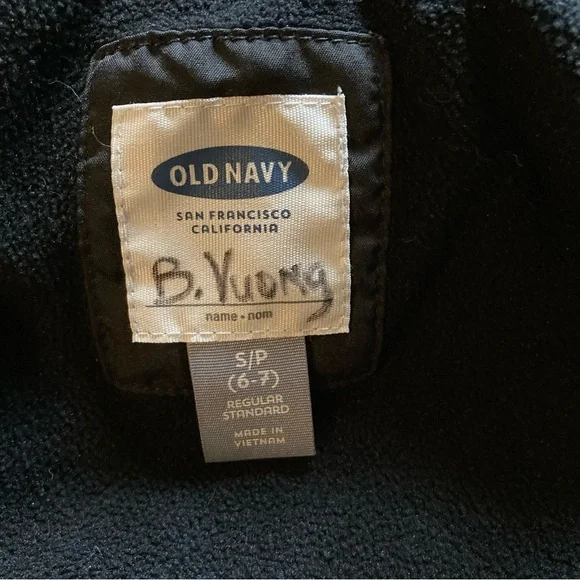 OLD NAVY
SAN FRANCISCO
CALIFORNIA
B. Vuong
name • nom
S/P
(6-7)
REGULAR
STANDARD
MADE IN
VIETNAM